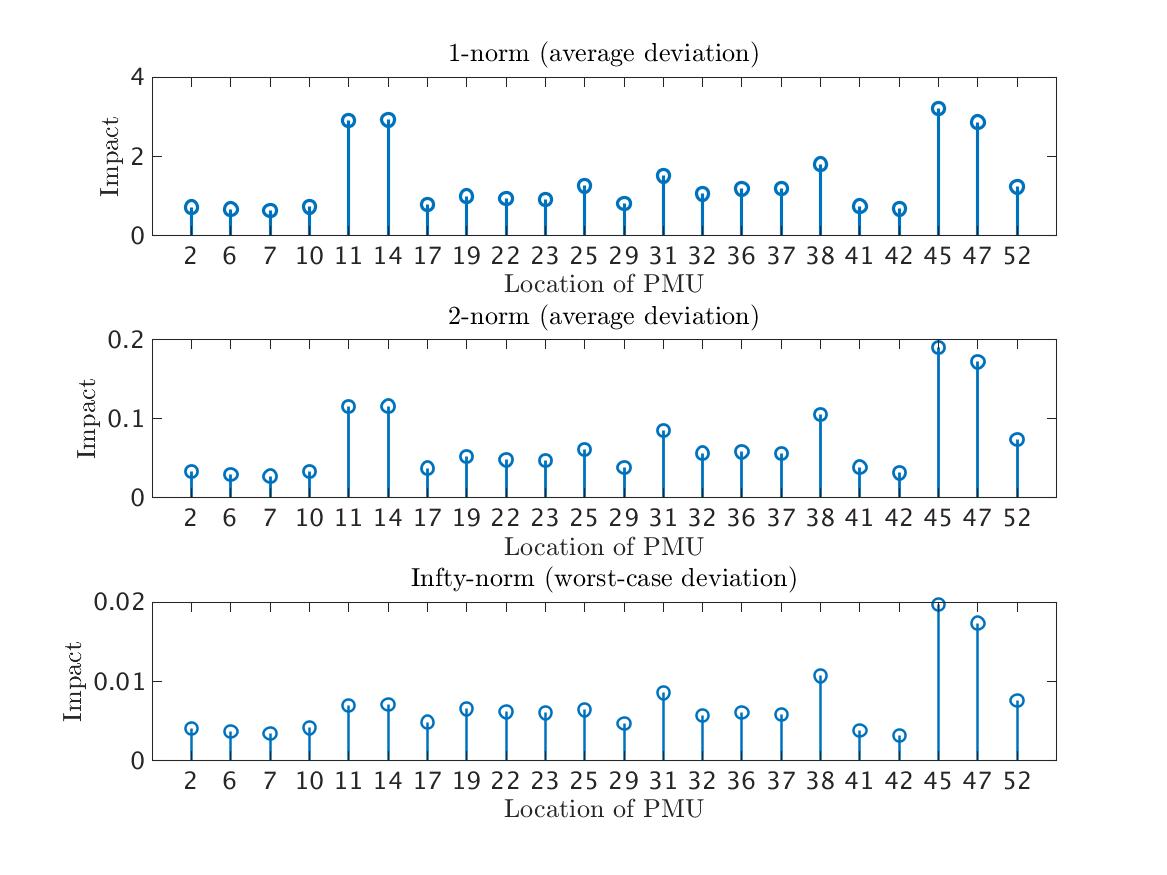 1-norm (average deviation)
4
2
0
Impact
2 6 7 10 11 14 17 19 22 23 25 29 31 32 36 37 38 41 42 45 47 52
Location of PMU
2-norm (average deviation)
0.2
0.1
0
Impact
2 6 7 10 11 14 17 19 22 23 25 29 31 32 36 37 38 41 42 45 47 52
Location of PMU
Infty-norm (worst-case deviation)
0.02
0.01
0
Impact
2 6 7 10 11 14 17 19 22 23 25 29 31 32 36 37 38 41 42 45 47 52
Location of PMU